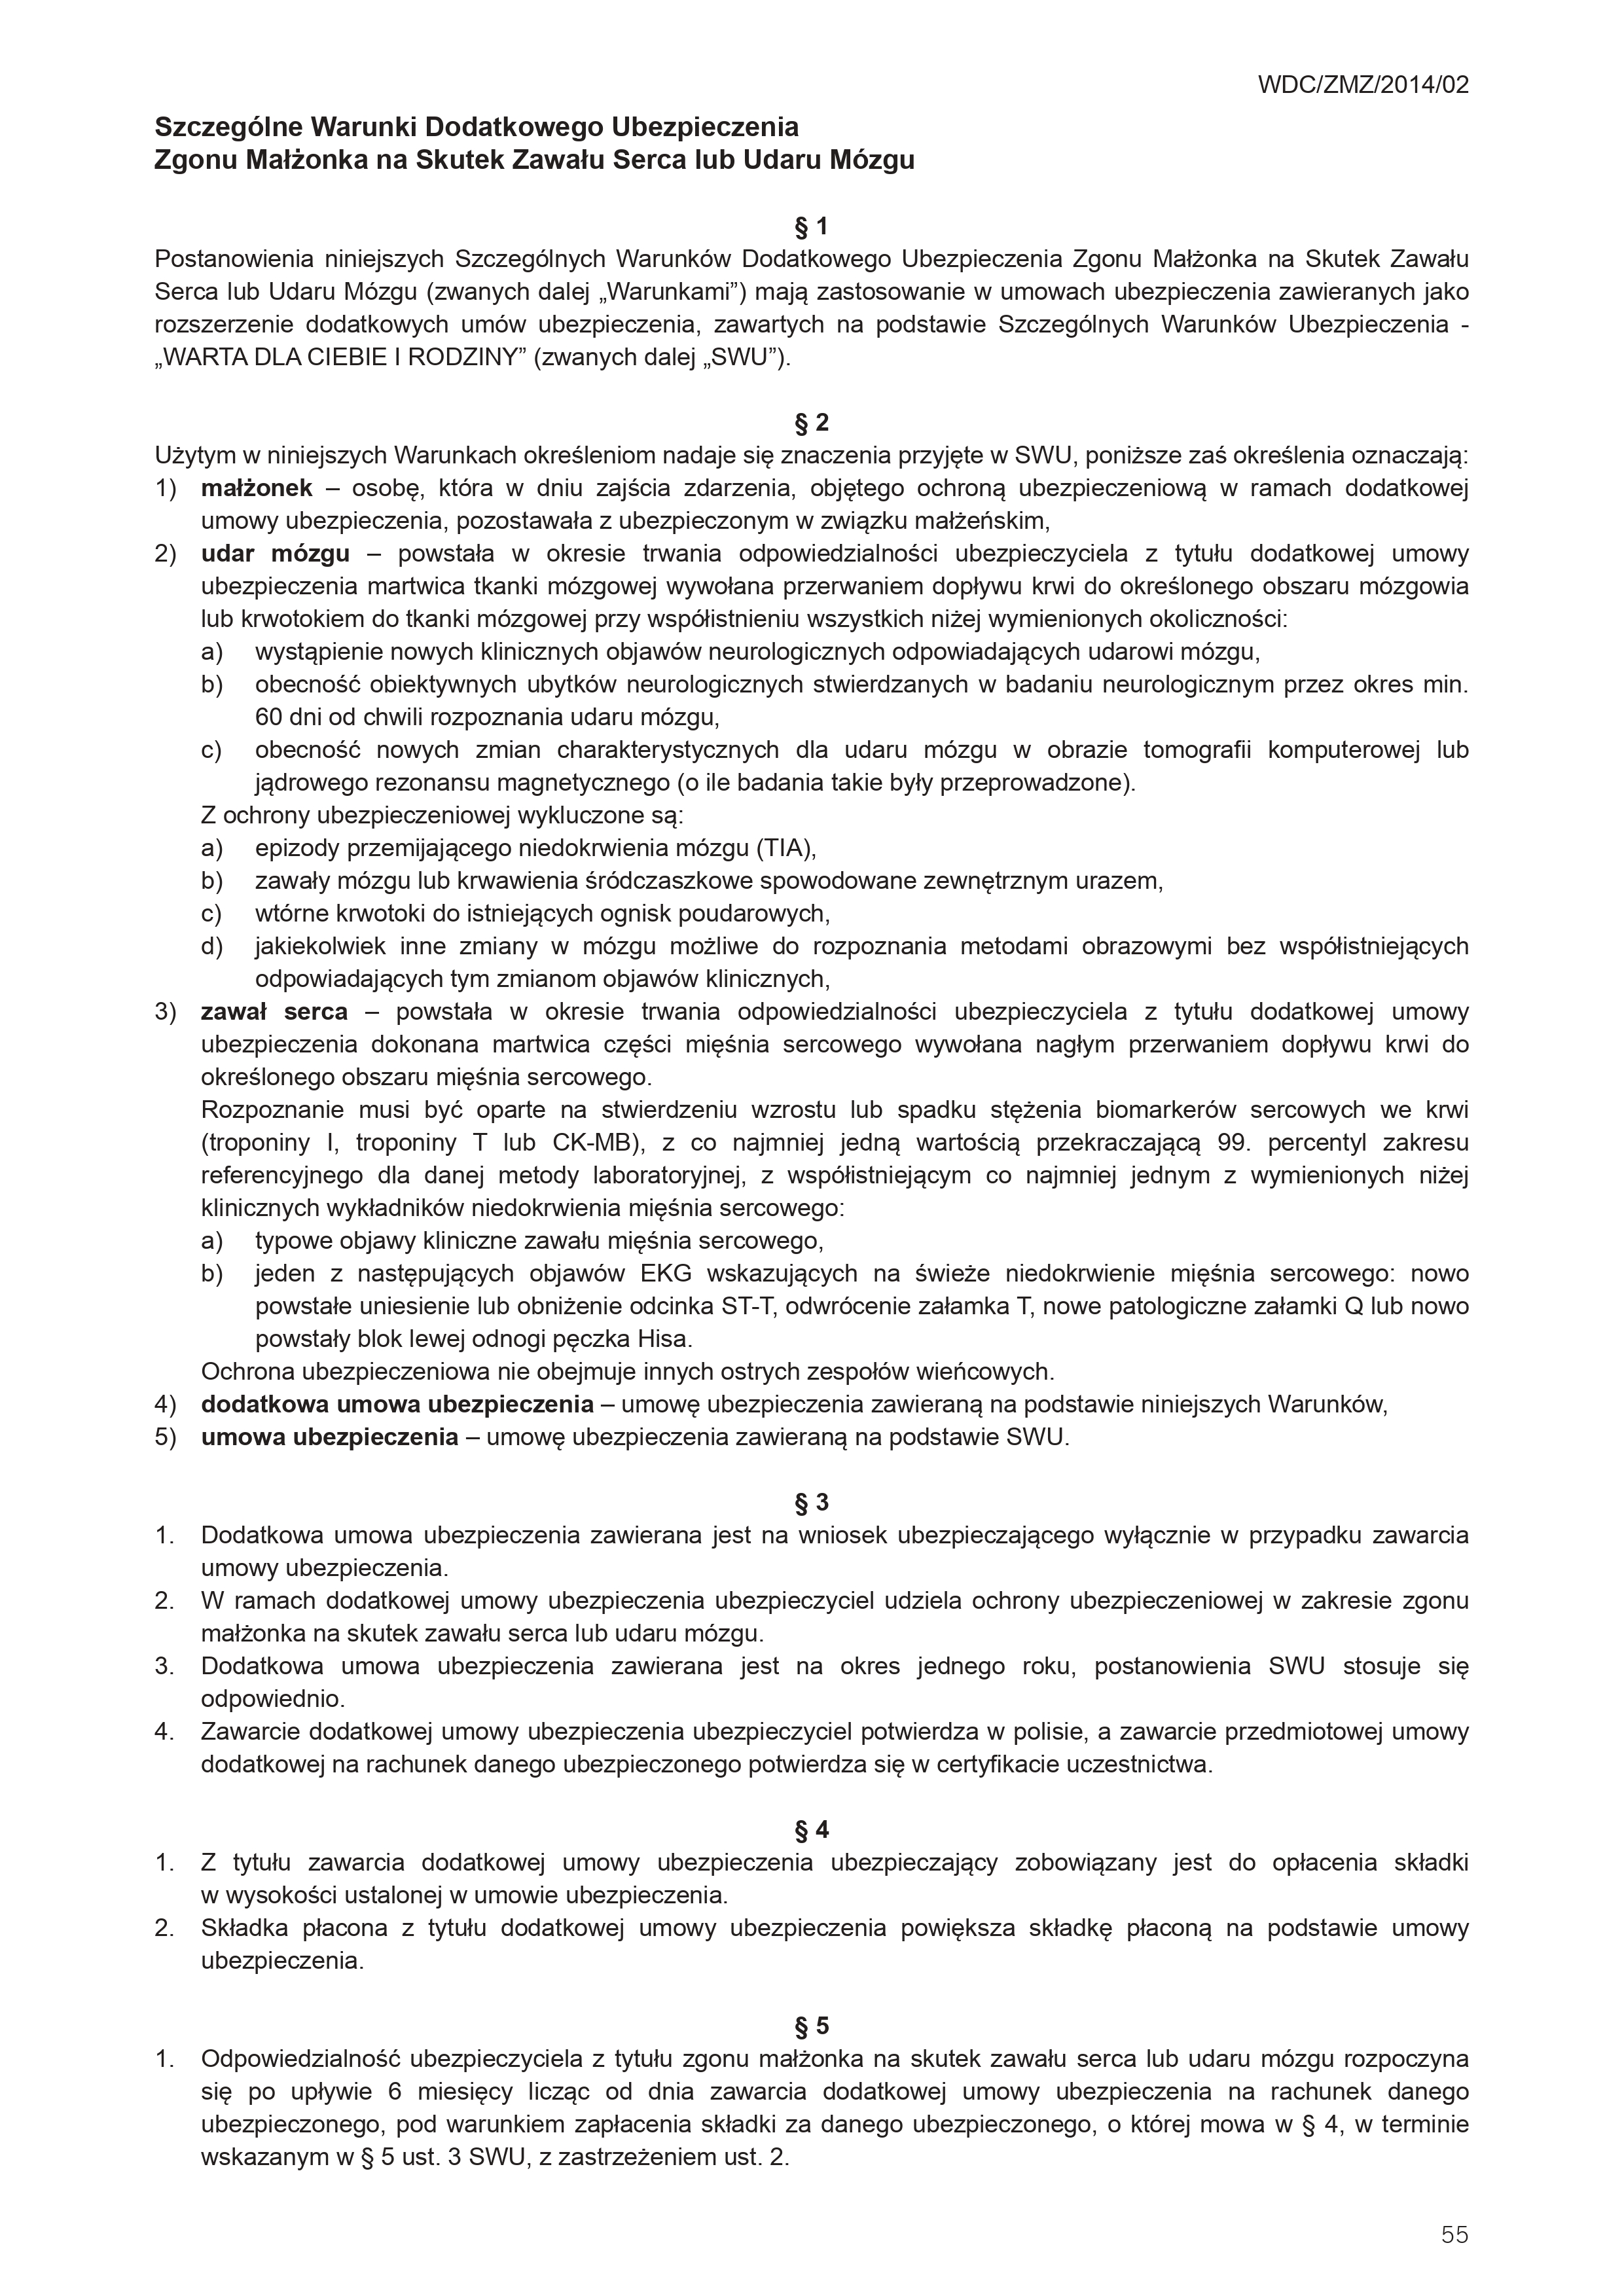 WDC/ZMZ/2014/02
Szczególne Warunki Dodatkowego Ubezpieczenia
Zgonu Małżonka na Skutek Zawału Serca lub Udaru Mózgu
§ 1
Postanowienia niniejszych Szczególnych Warunków Dodatkowego Ubezpieczenia Zgonu Małżonka na Skutek Zawału
Serca lub Udaru Mózgu (zwanych dalej „Warunkami”) mają zastosowanie w umowach ubezpieczenia zawieranych jako
rozszerzenie dodatkowych umów ubezpieczenia, zawartych na podstawie Szczególnych Warunków Ubezpieczenia -
„WARTA DLA CIEBIE I RODZINY” (zwanych dalej „SWU”).
§ 2
Użytym w niniejszych Warunkach określeniom nadaje się znaczenia przyjęte w SWU, poniższe zaś określenia oznaczają:
1) małżonek – osobę, która w dniu zajścia zdarzenia, objętego ochroną ubezpieczeniową w ramach dodatkowej
umowy ubezpieczenia, pozostawała z ubezpieczonym w związku małżeńskim,
2) udar mózgu – powstała w okresie trwania odpowiedzialności ubezpieczyciela z tytułu dodatkowej umowy
ubezpieczenia martwica tkanki mózgowej wywołana przerwaniem dopływu krwi do określonego obszaru mózgowia
lub krwotokiem do tkanki mózgowej przy współistnieniu wszystkich niżej wymienionych okoliczności:
a) wystąpienie nowych klinicznych objawów neurologicznych odpowiadających udarowi mózgu,
b) obecność obiektywnych ubytków neurologicznych stwierdzanych w badaniu neurologicznym przez okres min.
60 dni od chwili rozpoznania udaru mózgu,
c) obecność nowych zmian charakterystycznych dla udaru mózgu w obrazie tomografii komputerowej lub
jądrowego rezonansu magnetycznego (o ile badania takie były przeprowadzone).
Z ochrony ubezpieczeniowej wykluczone są:
a) epizody przemijającego niedokrwienia mózgu (TIA),
b) zawały mózgu lub krwawienia śródczaszkowe spowodowane zewnętrznym urazem,
c) wtórne krwotoki do istniejących ognisk poudarowych,
d) jakiekolwiek inne zmiany w mózgu możliwe do rozpoznania metodami obrazowymi bez współistniejących
odpowiadających tym zmianom objawów klinicznych,
3) zawał serca – powstała w okresie trwania odpowiedzialności ubezpieczyciela z tytułu dodatkowej umowy
ubezpieczenia dokonana martwica części mięśnia sercowego wywołana nagłym przerwaniem dopływu krwi do
określonego obszaru mięśnia sercowego.
Rozpoznanie musi być oparte na stwierdzeniu wzrostu lub spadku stężenia biomarkerów sercowych we krwi
(troponiny I, troponiny T lub CK-MB), z co najmniej jedną wartością przekraczającą 99. percentyl zakresu
referencyjnego dla danej metody laboratoryjnej, z współistniejącym co najmniej jednym z wymienionych niżej
klinicznych wykładników niedokrwienia mięśnia sercowego:
a) typowe objawy kliniczne zawału mięśnia sercowego,
b) jeden z następujących objawów EKG wskazujących na świeże niedokrwienie mięśnia sercowego: nowo
powstałe uniesienie lub obniżenie odcinka ST-T, odwrócenie załamka T, nowe patologiczne załamki Q lub nowo
powstały blok lewej odnogi pęczka Hisa.
Ochrona ubezpieczeniowa nie obejmuje innych ostrych zespołów wieńcowych.
4) dodatkowa umowa ubezpieczenia – umowę ubezpieczenia zawieraną na podstawie niniejszych Warunków,
5) umowa ubezpieczenia – umowę ubezpieczenia zawieraną na podstawie SWU.
§ 3
1. Dodatkowa umowa ubezpieczenia zawierana jest na wniosek ubezpieczającego wyłącznie w przypadku zawarcia
umowy ubezpieczenia.
2. W ramach dodatkowej umowy ubezpieczenia ubezpieczyciel udziela ochrony ubezpieczeniowej w zakresie zgonu
małżonka na skutek zawału serca lub udaru mózgu.
3. Dodatkowa umowa ubezpieczenia zawierana jest na okres jednego roku, postanowienia SWU stosuje się
odpowiednio.
4. Zawarcie dodatkowej umowy ubezpieczenia ubezpieczyciel potwierdza w polisie, a zawarcie przedmiotowej umowy
dodatkowej na rachunek danego ubezpieczonego potwierdza się w certyfikacie uczestnictwa.
§ 4
1. Z tytułu zawarcia dodatkowej umowy ubezpieczenia ubezpieczający zobowiązany jest do opłacenia składki
w wysokości ustalonej w umowie ubezpieczenia.
2. Składka płacona z tytułu dodatkowej umowy ubezpieczenia powiększa składkę płaconą na podstawie umowy
ubezpieczenia.
§ 5
1. Odpowiedzialność ubezpieczyciela z tytułu zgonu małżonka na skutek zawału serca lub udaru mózgu rozpoczyna
się po upływie 6 miesięcy licząc od dnia zawarcia dodatkowej umowy ubezpieczenia na rachunek danego
ubezpieczonego, pod warunkiem zapłacenia składki za danego ubezpieczonego, o której mowa w § 4, w terminie
wskazanym w § 5 ust. 3 SWU, z zastrzeżeniem ust. 2.
55